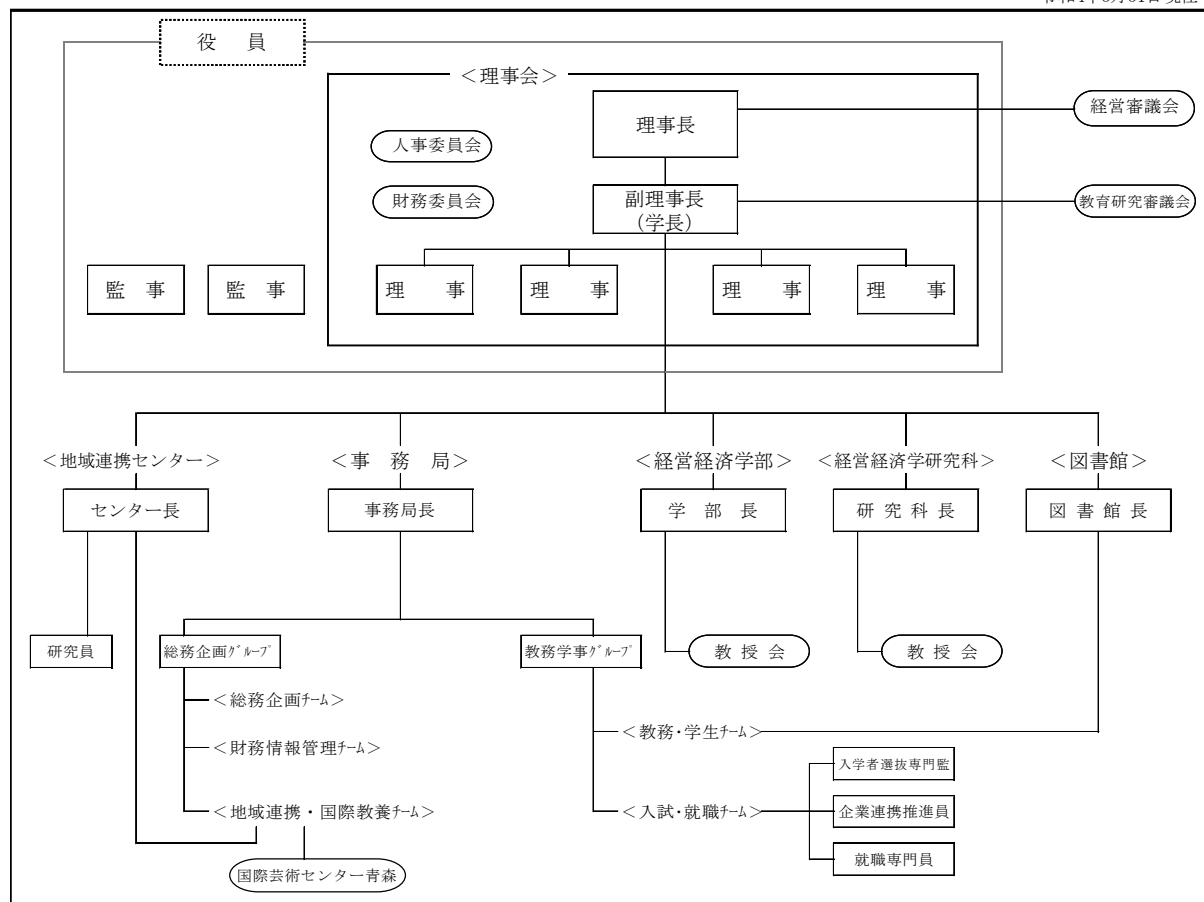 役　員
＜理事会＞
理事長
経営審議会
人事委員会
財務委員会
副理事長
(学長)
教育研究審議会
監　事
監　事
理　事
理　事
理　事
理　事
＜地域連携センター＞
＜事　務　局＞
＜経営経済学部＞
＜経営経済学研究科＞
＜図書館＞
センター長
事務局長
学　部　長
研 究 科 長
図 書 館 長
研究員
総務企画ｸﾞﾙｰﾌﾟ
教務学事ｸﾞﾙｰﾌﾟ
教 授 会
教 授 会
＜総務企画ﾁｰﾑ＞
＜教務・学生ﾁｰﾑ＞
＜財務情報管理ﾁｰﾑ＞
入学者選抜専門監
＜地域連携・国際教養ﾁｰﾑ＞
＜入試・就職ﾁｰﾑ＞
企業連携推進員
就職専門員
国際芸術センター青森